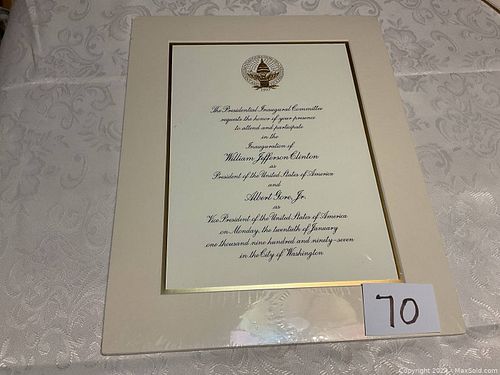 1997
The Presidential Inaugural Committee
requests the honor of your presence
to attend and participate
in the
Inauguration of
William Jefferson Clinton
as
President of the United States of America
and
Albert Gore, Jr.
as
Vice President of the United States of America
on Monday, the twentieth of January
one thousand nine hundred and ninety-seven
in the City of Washington
70